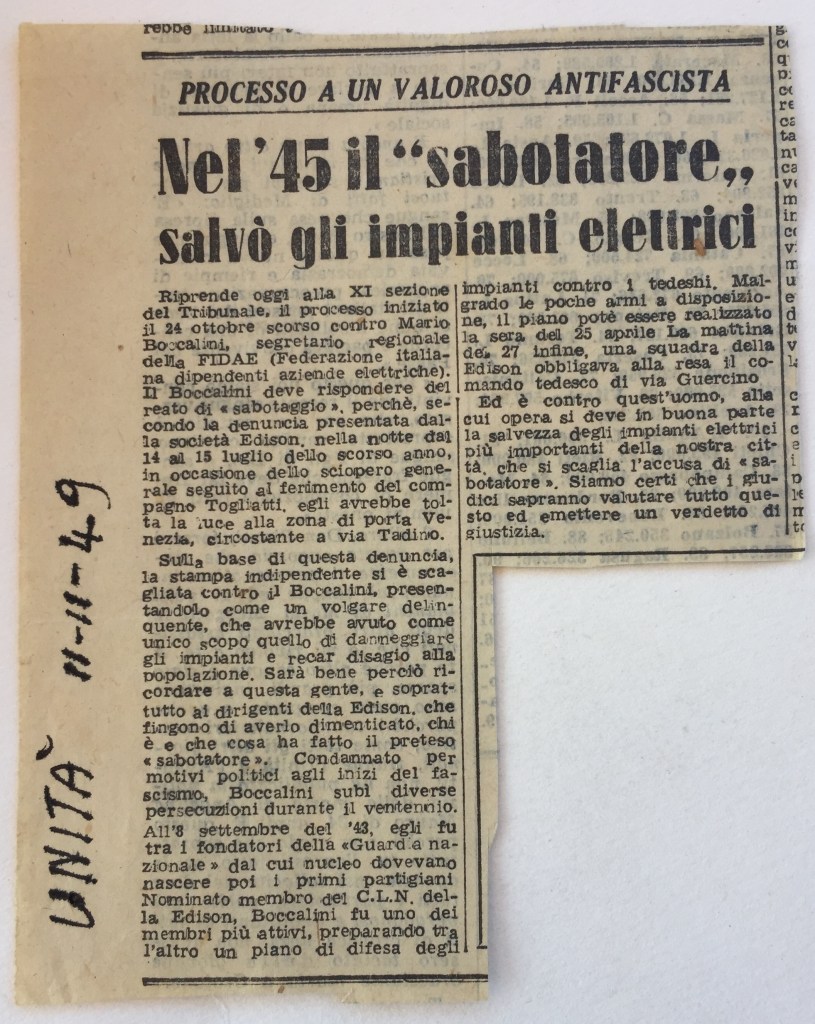 PROCESSO A UN VALOROSO ANTIFASCISTA
Nel '45 il “sabotatore„
salvò gli impianti elettrici
Riprende oggi alla XI sezione
del Tribunale, il processo iniziato
il 24 ottobre scorso contro Mario
Boccalini, segretario regionale
della FIDAE (Federazione italia-
na dipendenti aziende elettriche).
Il Boccalini deve rispondere del
reato di « sabotaggio », perchè, se-
condo la denuncia presentata dal-
la società Edison, nella notte dal
14 al 15 luglio dello scorso anno,
in occasione dello sciopero gene-
rale seguito al ferimento del com-
pagno Togliatti, egli avrebbe tol-
ta la luce alla zona di porta Ve-
nezia, circostante a via Tadino.
Sulla base di questa denuncia,
la stampa indipendente si è sca-
gliata contro il Boccalini, presen-
tandolo come un volgare delin-
quente, che avrebbe avuto come
unico scopo quello di danneggiare
gli impianti e recar disagio alla
popolazione. Sarà bene perciò ri-
cordare a questa gente, e soprat-
tutto ai dirigenti della Edison, che
fingono di averlo dimenticato, chi
è e che cosa ha fatto il preteso
« sabotatore ». Condannato per
motivi politici agli inizi del fa-
scismo, Boccalini subì diverse
persecuzioni durante il ventennio.
All'8 settembre del '43, egli fu
tra i fondatori della «Guardia na-
zionale » dal cui nucleo dovevano
nascere poi i primi partigiani
Nominato membro del C.L.N. del-
la Edison, Boccalini fu uno dei
membri più attivi, preparando tra
l'altro un piano di difesa degli
impianti contro i tedeshi. Mal-
grado le poche armi a disposizio-
ne, il piano potè essere realizzato
la sera del 25 aprile La mattina
del 27 infine, una squadra della
Edison obbligava alla resa il co-
mando tedesco di via Guercino
Ed è contro quest'uomo, alla
cui opera si deve in buona parte
la salvezza degli impianti elettrici
più importanti della nostra cit-
tà, che si scaglia l'accusa di « sa-
botatore ». Siamo certi che i giu-
dici sapranno valutare tutto que-
sto ed emettere un verdetto di
giustizia.
UNITÀ 11-11-49